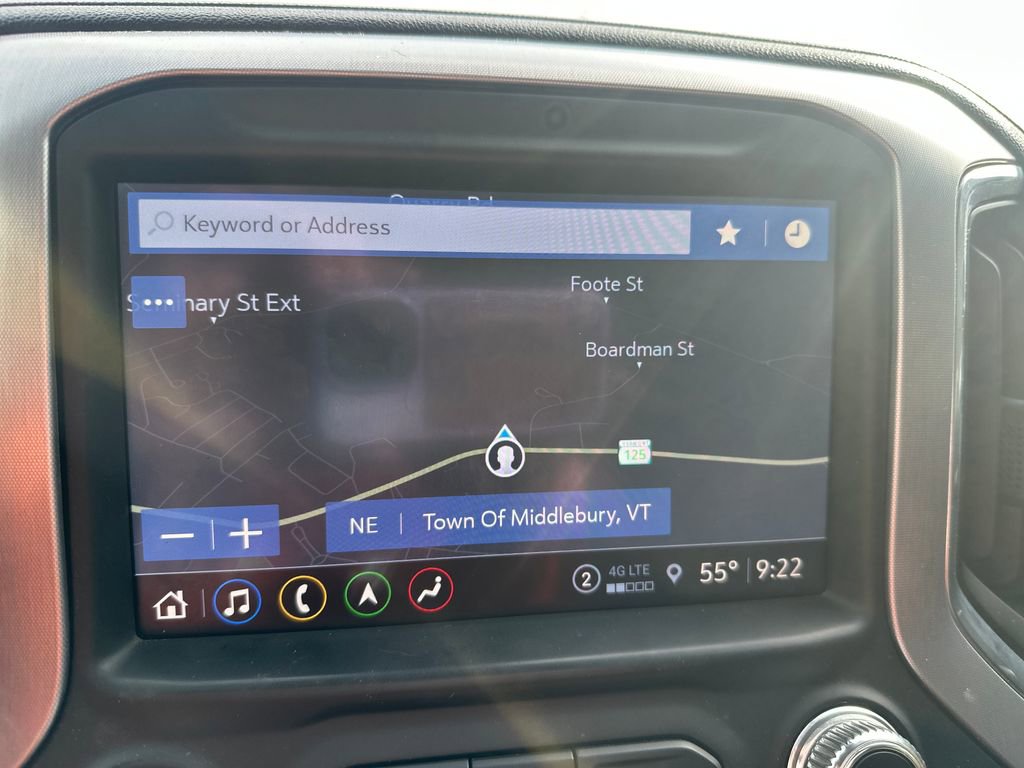 Keyword or Address
Foote St
Seminary St Ext
Boardman St
125
NE
Town Of Middlebury, VT
2
4G LTE
55°
9:22